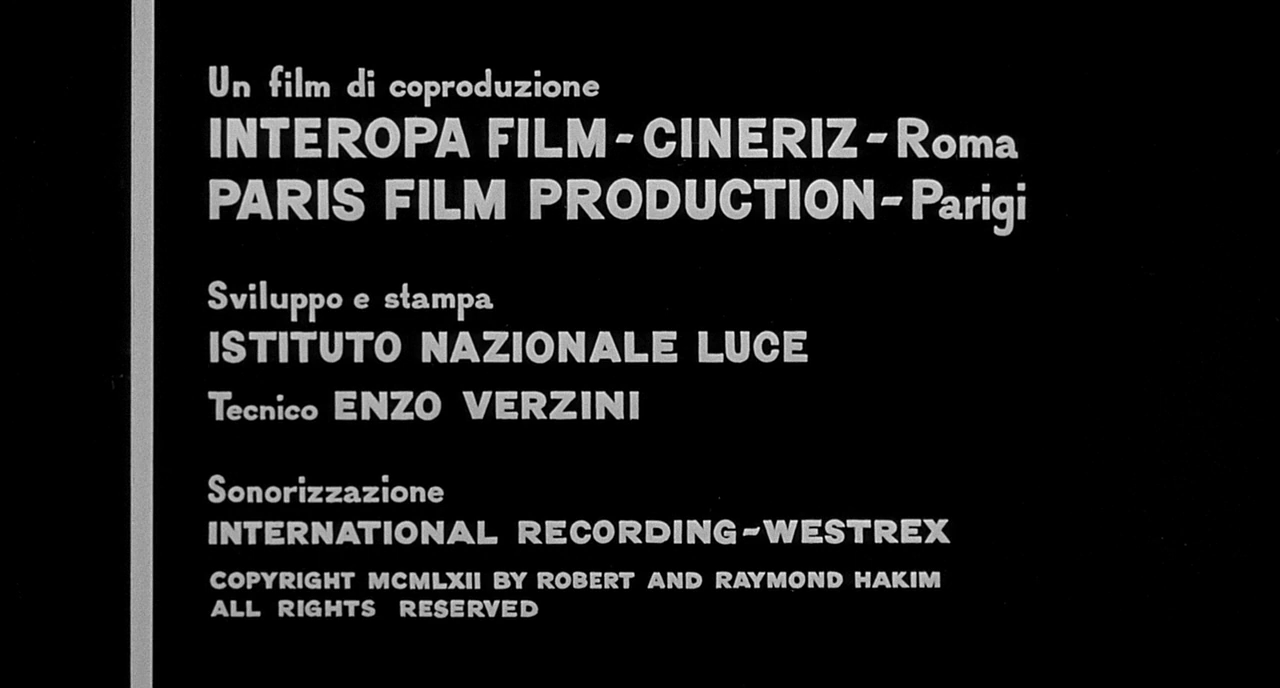 Un film di coproduzione
INTEROPA FILM - CINERIZ - Roma
PARIS FILM PRODUCTION - Parigi
Sviluppo e stampa
ISTITUTO NAZIONALE LUCE
Tecnico ENZO VERZINI
Sonorizzazione
INTERNATIONAL RECORDING - WESTREX
COPYRIGHT MCMLXII BY ROBERT AND RAYMOND HAKIM
ALL RIGHTS RESERVED